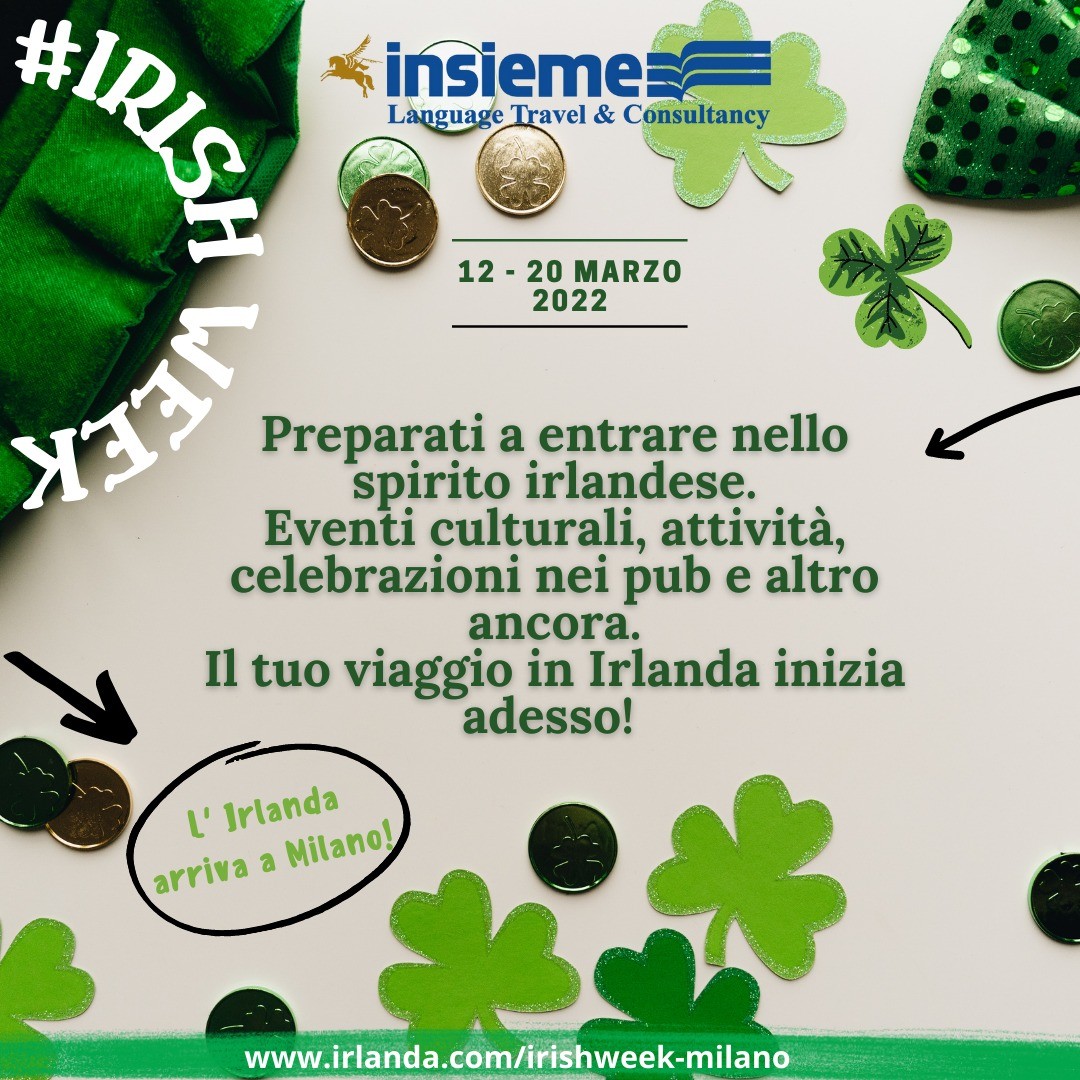 #IRISH WEEK
insieme
Language Travel & Consultancy
12 - 20 MARZO
2022
Preparati a entrare nello
spirito irlandese.
Eventi culturali, attività,
celebrazioni nei pub e altro
ancora.
Il tuo viaggio in Irlanda inizia
adesso!
L' Irlanda
arriva a Milano!
www.irlanda.com/irishweek-milano